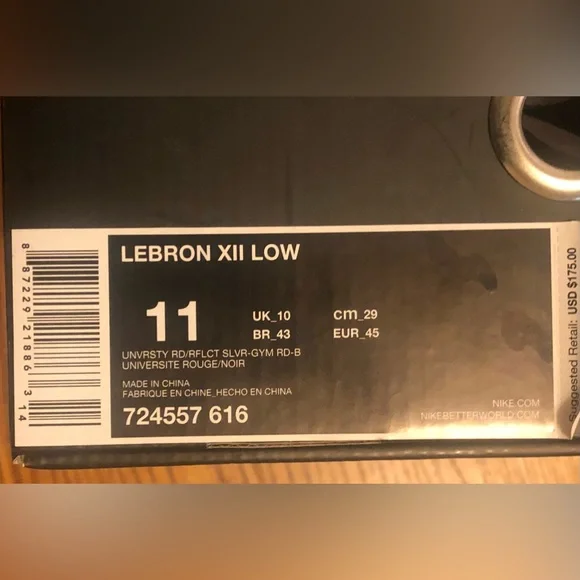 LEBRON XII LOW
11
UK_10 cm_29
BR_43 EUR_45
UNVRSTY RD/RFLCT SLVR-GYM RD-B
UNIVERSITE ROUGE/NOIR
MADE IN CHINA
FABRIQUE EN CHINE_HECHO EN CHINA
724557 616
NIKE.COM
NIKEBETTERWORLD.COM
8 87229 21886 3 14
Suggested Retail: USD $175.00